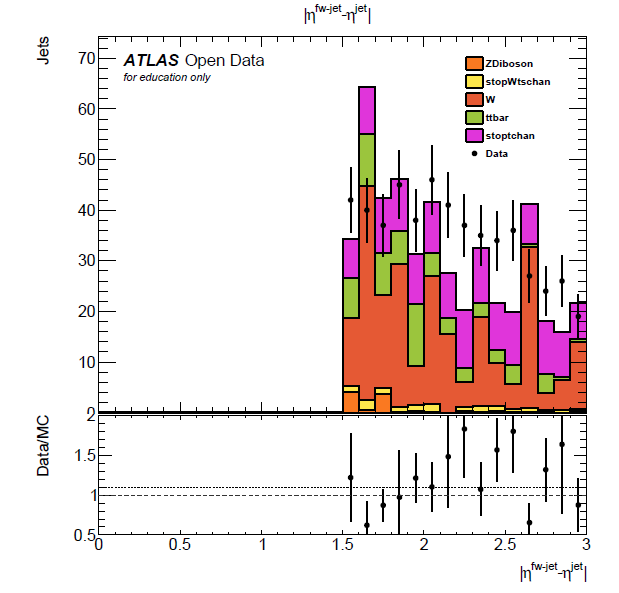 |η^fw-jet-η^jet|
Jets
70
60
50
40
30
20
10
ATLAS Open Data
for education only
ZDiboson
stopWtschan
W
ttbar
stoptchan
Data
Data/MC
2
1.5
1
0.5
0 0.5 1 1.5 2 2.5 3
|η^fw-jet-η^jet|